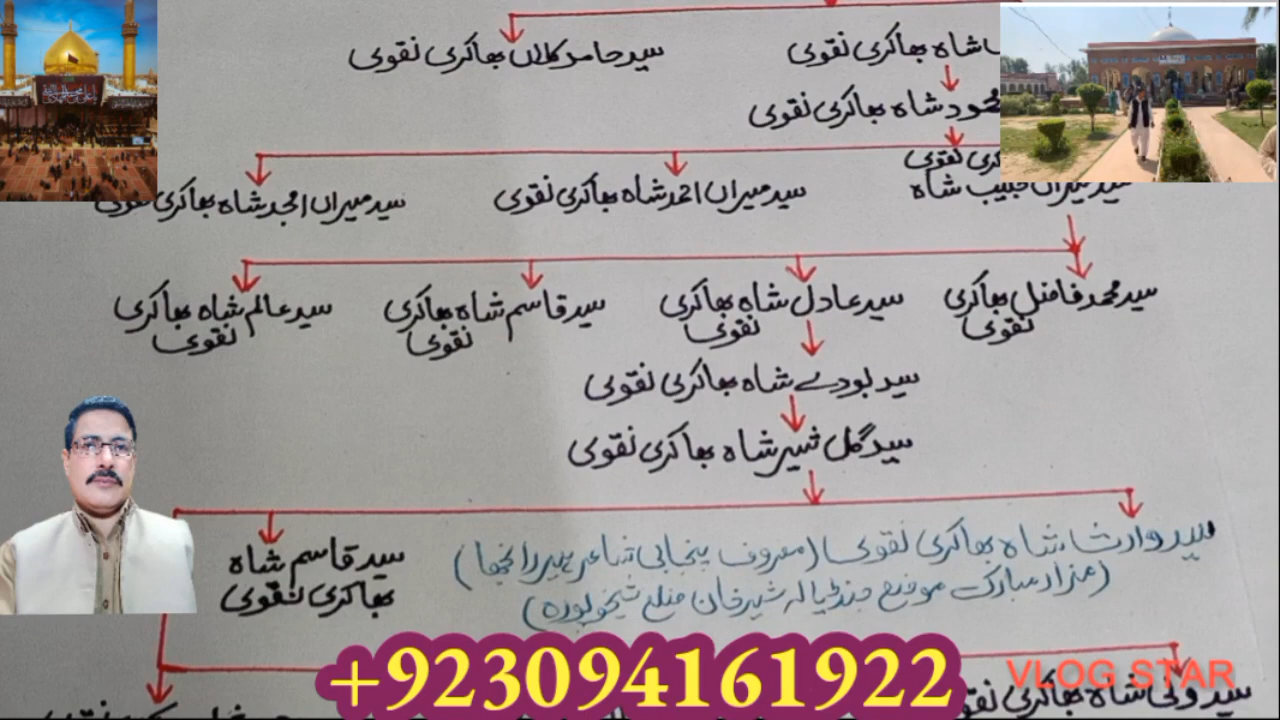 شاہ بھاکری نقوی
سید حامد کلاں بھاکری نقوی
محمود شاہ بھاکری نقوی
بھاکری نقوی
سید میراں حبیب شاہ
سید میراں احمد شاہ بھاکری نقوی
سید میراں امجد شاہ بھاکری نقوی
سید محمد فاضل بھاکری
نقوی
سید عادل شاہ بھاکری
نقوی
سید قاسم شاہ بھاکری
نقوی
سید عالم شاہ بھاکری
نقوی
سید بودے شاہ بھاکری نقوی
سید گل شیر شاہ بھاکری نقوی
سید وارث شاہ بھاکری نقوی (معروف پنجابی شاعر ہیر رانجھا)
(مزار مبارک موضع جنڈیالہ شیر خان ضلع شیخوپورہ)
سید قاسم شاہ
بھاکری نقوی
سید ولی شاہ بھاکری نقو
+923094161922
VLOG STAR